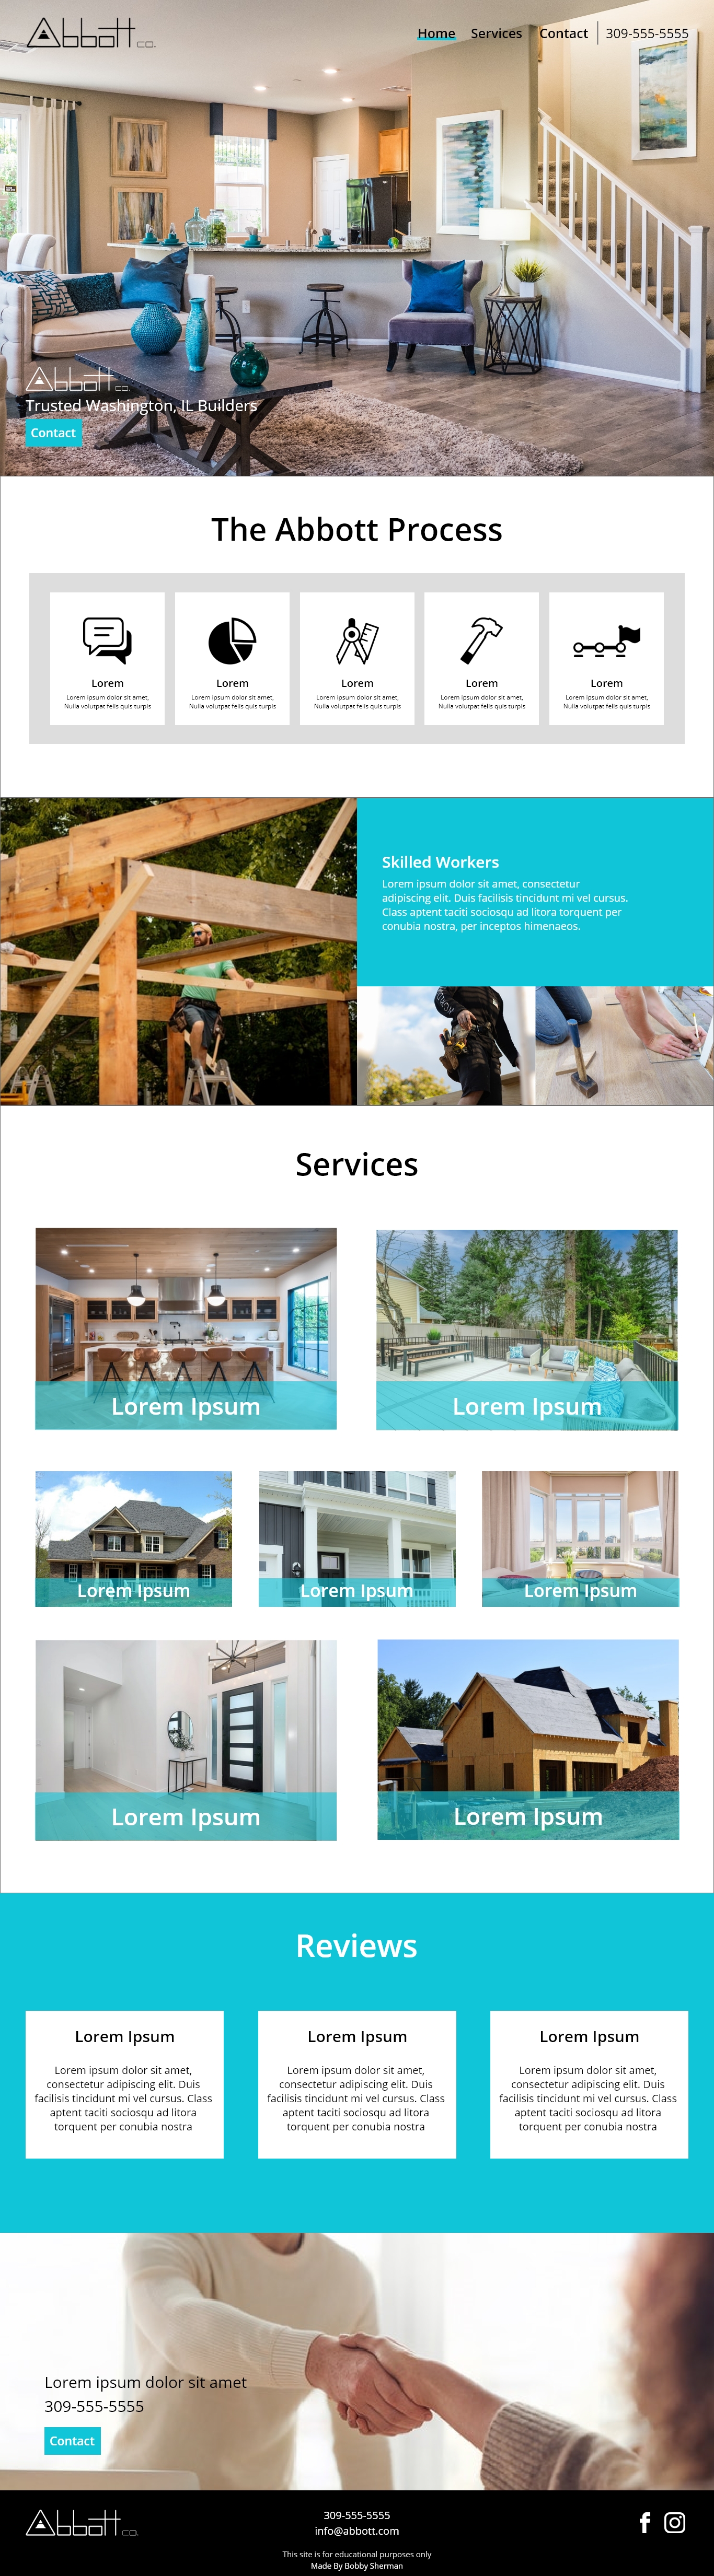 Abbott CO.
Home Services Contact 309-555-5555
Abbott CO.
Trusted Washington, IL Builders
Contact
The Abbott Process
Lorem
Lorem ipsum dolor sit amet,
Nulla volutpat felis quis turpis
Lorem
Lorem ipsum dolor sit amet,
Nulla volutpat felis quis turpis
Lorem
Lorem ipsum dolor sit amet,
Nulla volutpat felis quis turpis
Lorem
Lorem ipsum dolor sit amet,
Nulla volutpat felis quis turpis
Lorem
Lorem ipsum dolor sit amet,
Nulla volutpat felis quis turpis
Skilled Workers
Lorem ipsum dolor sit amet, consectetur
adipiscing elit. Duis facilisis tincidunt mi vel cursus.
Class aptent taciti sociosqu ad litora torquent per
conubia nostra, per inceptos himenaeos.
Services
Lorem Ipsum
Lorem Ipsum
Lorem Ipsum
Lorem Ipsum
Lorem Ipsum
Lorem Ipsum
Lorem Ipsum
Reviews
Lorem Ipsum
Lorem ipsum dolor sit amet,
consectetur adipiscing elit. Duis
facilisis tincidunt mi vel cursus. Class
aptent taciti sociosqu ad litora
torquent per conubia nostra
Lorem Ipsum
Lorem ipsum dolor sit amet,
consectetur adipiscing elit. Duis
facilisis tincidunt mi vel cursus. Class
aptent taciti sociosqu ad litora
torquent per conubia nostra
Lorem Ipsum
Lorem ipsum dolor sit amet,
consectetur adipiscing elit. Duis
facilisis tincidunt mi vel cursus. Class
aptent taciti sociosqu ad litora
torquent per conubia nostra
Lorem ipsum dolor sit amet
309-555-5555
Contact
Abbott CO.
309-555-5555
info@abbott.com
This site is for educational purposes only
Made By Bobby Sherman